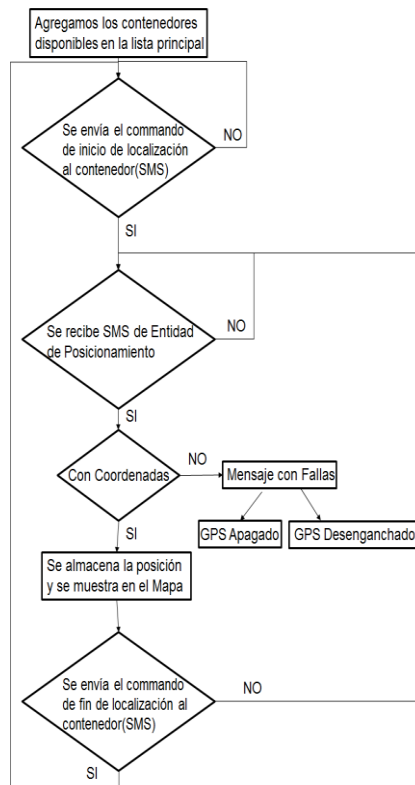 Agregamos los contenedores
disponibles en la lista principal
Se envía el commando
de inicio de localización
al contenedor(SMS)
NO
SI
Se recibe SMS de Entidad
de Posicionamiento
NO
SI
Con Coordenadas
NO
Mensaje con Fallas
GPS Apagado
GPS Desenganchado
SI
Se almacena la posición
y se muestra en el Mapa
Se envía el commando
de fin de localización al
contenedor(SMS)
NO
SI